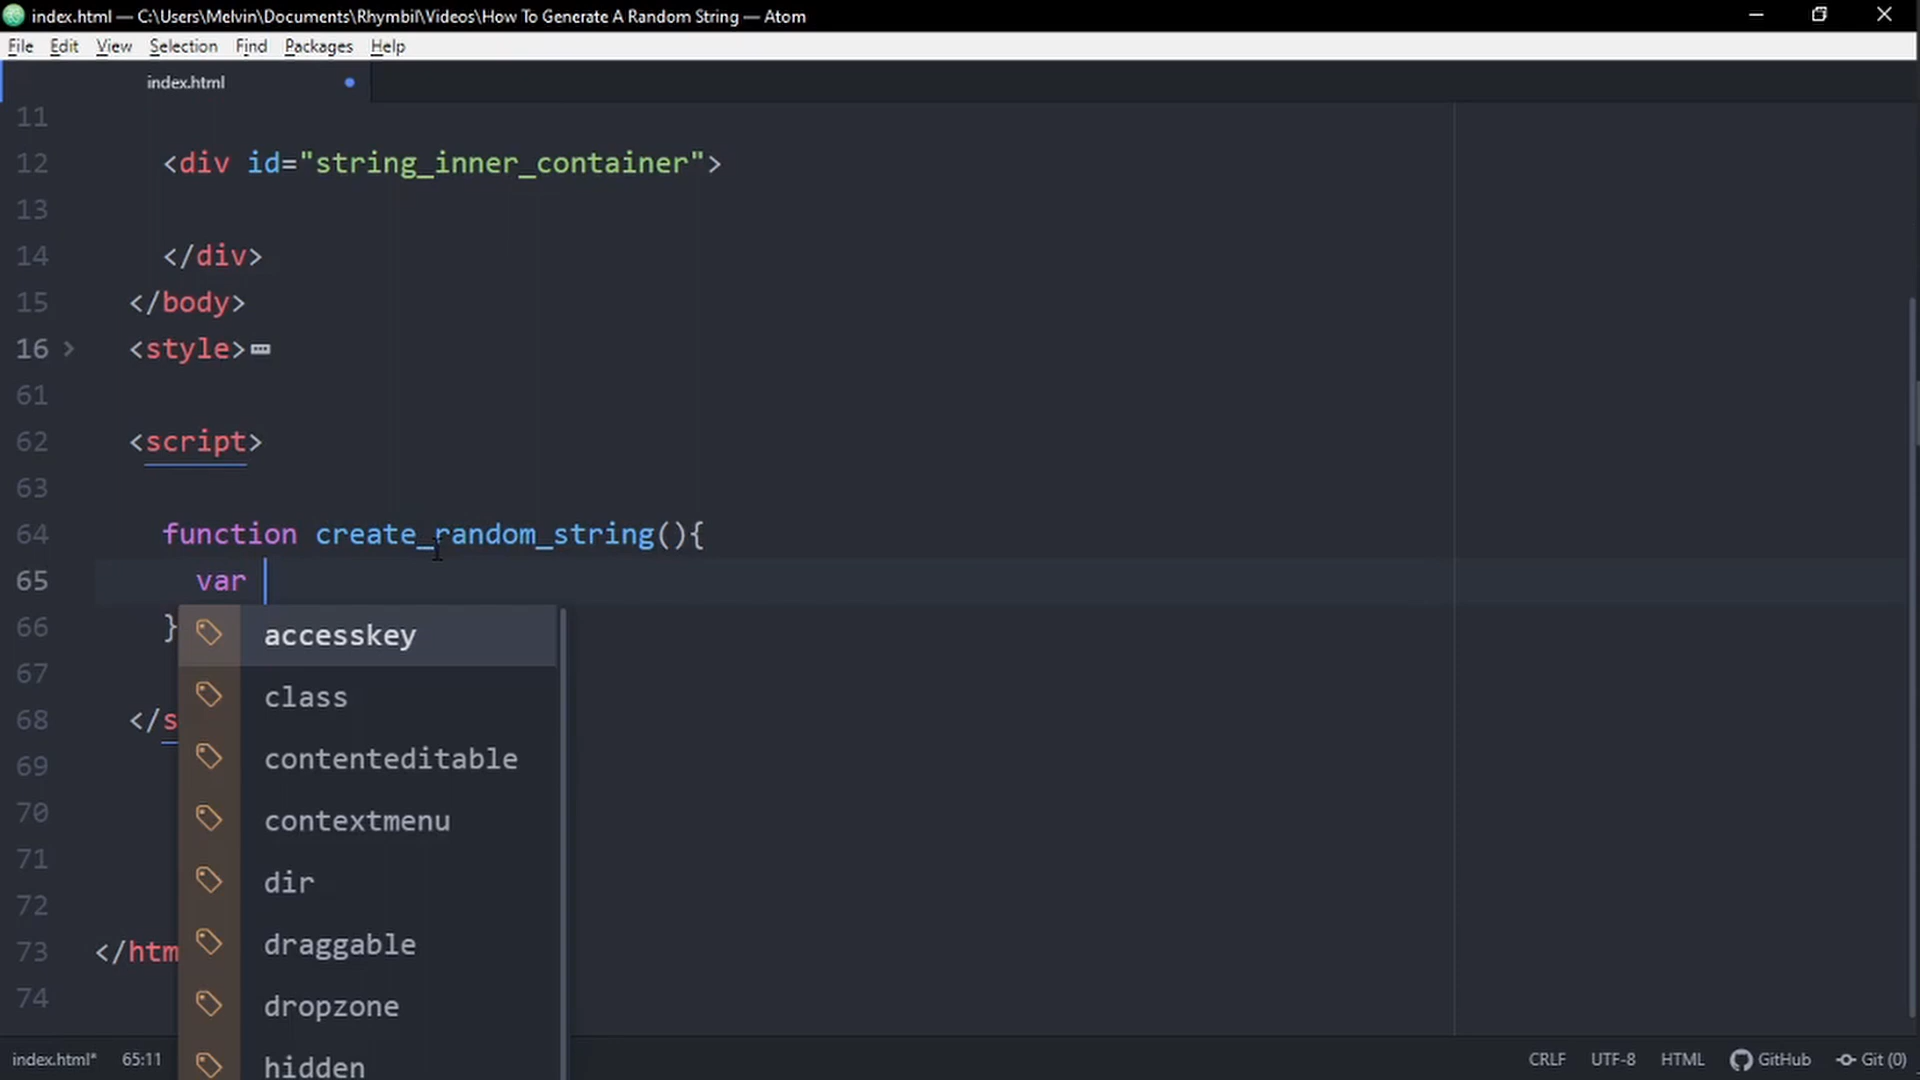 index.html — C:\Users\Melvin\Documents\Rhymbil\Videos\How To Generate A Random String — Atom
File Edit View Selection Find Packages Help
index.html
11
12 <div id="string_inner_container">
13
14 </div>
15 </body>
16 <style>
61
62 <script>
63
64 function create_random_string(){
65 var
66 }
accesskey
67
class
68 </s
contenteditable
69
70
contextmenu
71
dir
72
draggable
73 </htm
74
dropzone
hidden
index.html* 65:11 CRLF UTF-8 HTML GitHub Git (0)